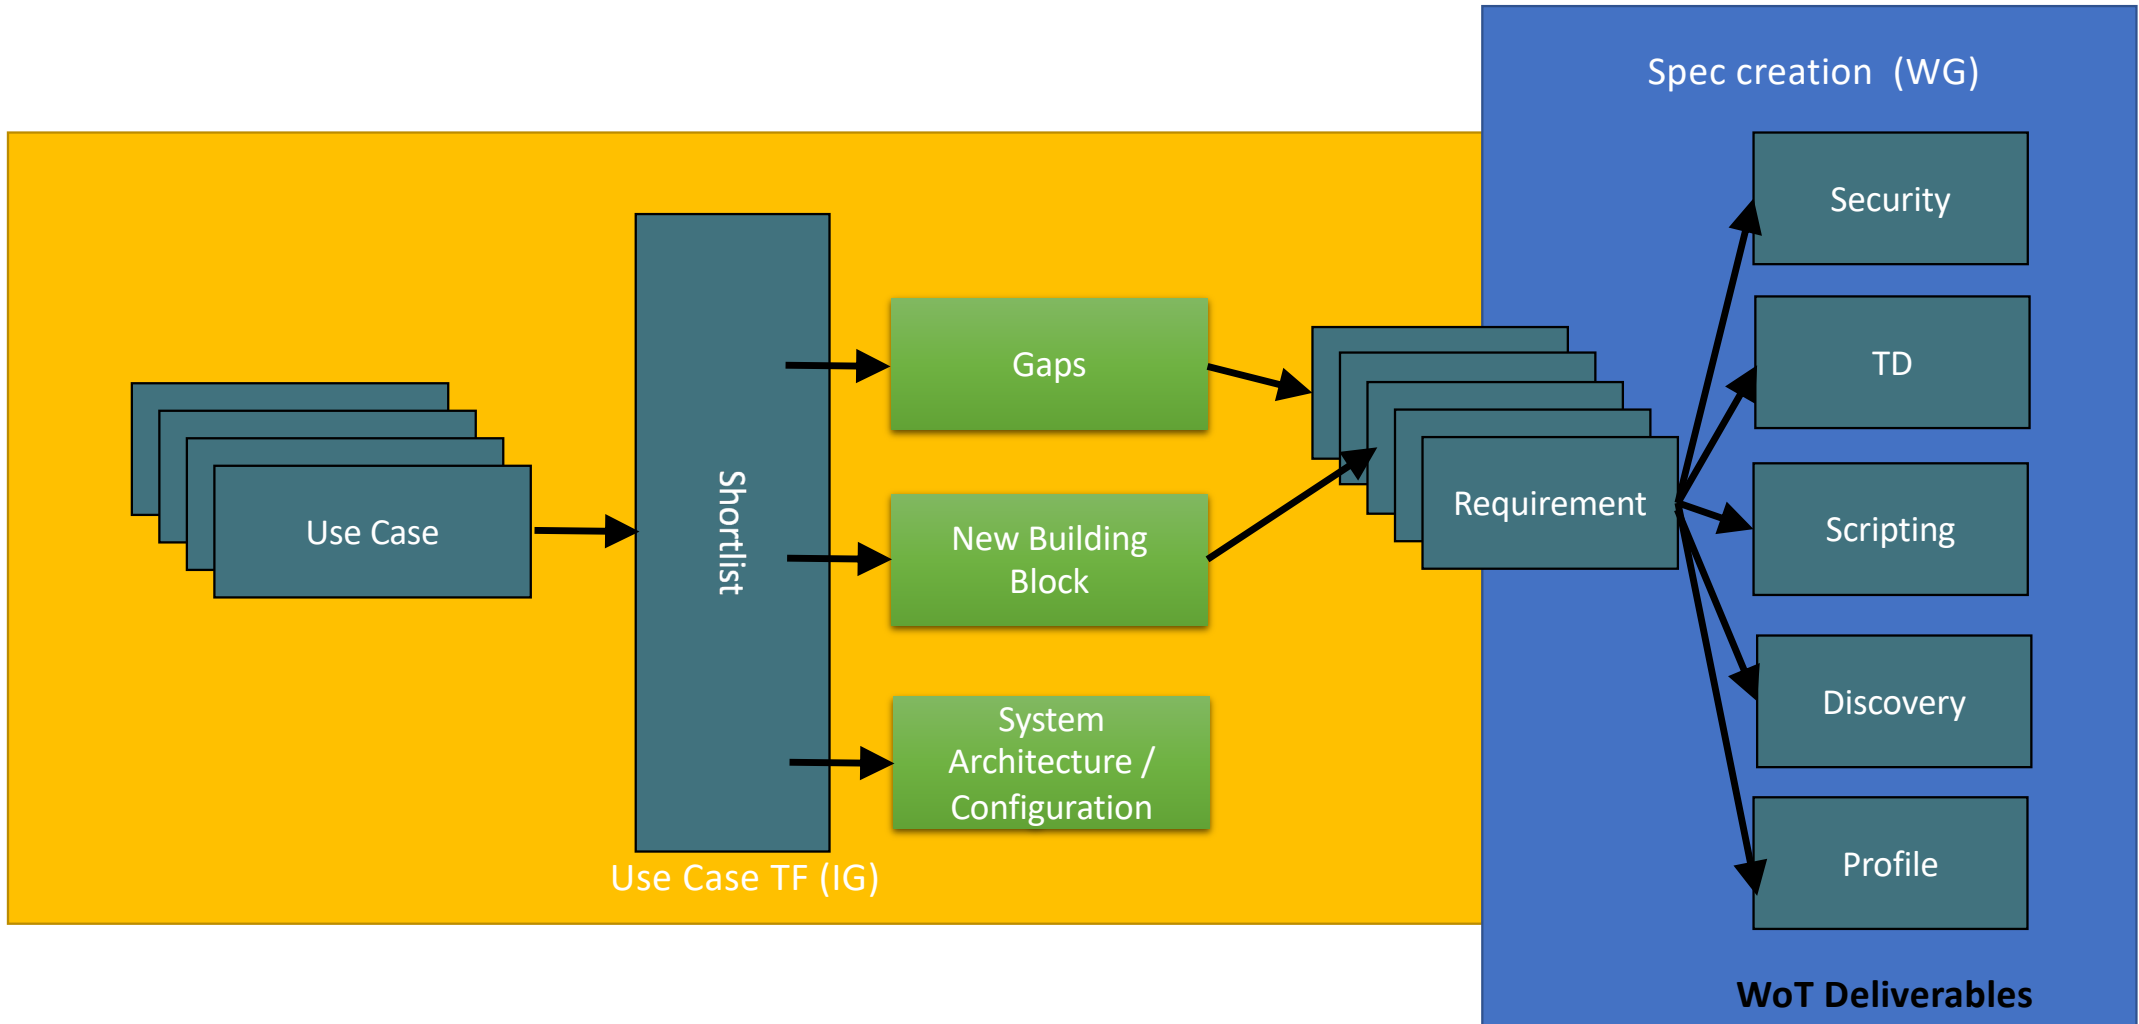 Spec creation (WG)
Security
TD
Scripting
Discovery
Profile
WoT Deliverables
Use Case
Shortlist
Gaps
New Building
Block
System
Architecture /
Configuration
Requirement
Use Case TF (IG)